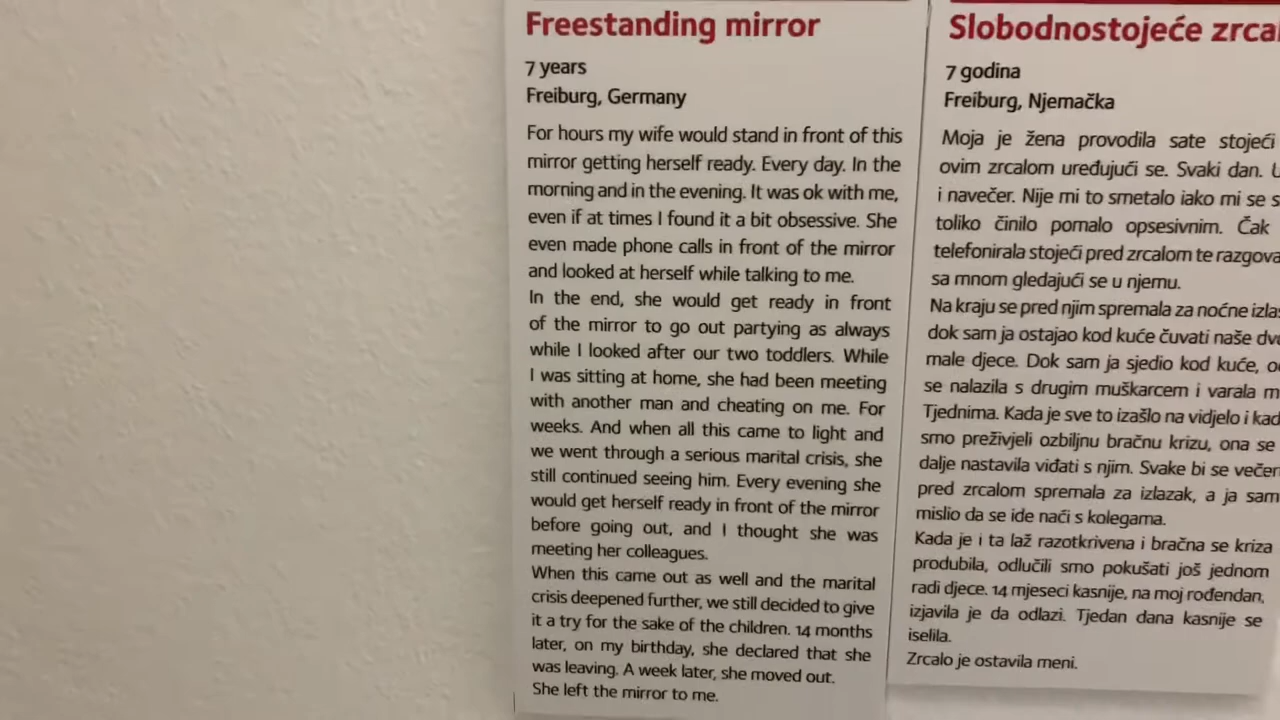 Freestanding mirror
7 years
Freiburg, Germany
For hours my wife would stand in front of this
mirror getting herself ready. Every day. In the
morning and in the evening. It was ok with me,
even if at times I found it a bit obsessive. She
even made phone calls in front of the mirror
and looked at herself while talking to me.
In the end, she would get ready in front
of the mirror to go out partying as always
while I looked after our two toddlers. While
I was sitting at home, she had been meeting
with another man and cheating on me. For
weeks. And when all this came to light and
we went through a serious marital crisis, she
still continued seeing him. Every evening she
would get herself ready in front of the mirror
before going out, and I thought she was
meeting her colleagues.
When this came out as well and the marital
crisis deepened further, we still decided to give
it a try for the sake of the children. 14 months
later, on my birthday, she declared that she
was leaving. A week later, she moved out.
She left the mirror to me.
Slobodnostojeće
7 godina
Freiburg, Njemačka
Moja je žena provodila sate stojeći
ovim zrcalom uređujući se. Svaki dan.
i navečer. Nije mi to smetalo iako mi se
toliko činilo pomalo opsesivnim. Čak
telefonirala stojeći pred zrcalom te
sa mnom gledajući se u njemu.
Na kraju se pred njim spremala za noćne
dok sam ja ostajao kod kuće čuvati naše
male djece. Dok sam ja sjedio kod kuće,
se nalazila s drugim muškarcem i varala
Tjednima. Kada je sve to izašlo na vidjelo i
smo preživjeli ozbiljnu bračnu krizu, ona se
dalje nastavila viđati s njim. Svake bi se
pred zrcalom spremala za izlazak, a ja sam
mislio da se ide naći s kolegama.
Kada je i ta laž razotkrivena i bračna se kriza
produbila, odlučili smo pokušati još jednom
radi djece. 14 mjeseci kasnije, na moj rođendan,
izjavila je da odlazi. Tjedan dana kasnije se
iselila.
Zrcalo je ostavila meni.